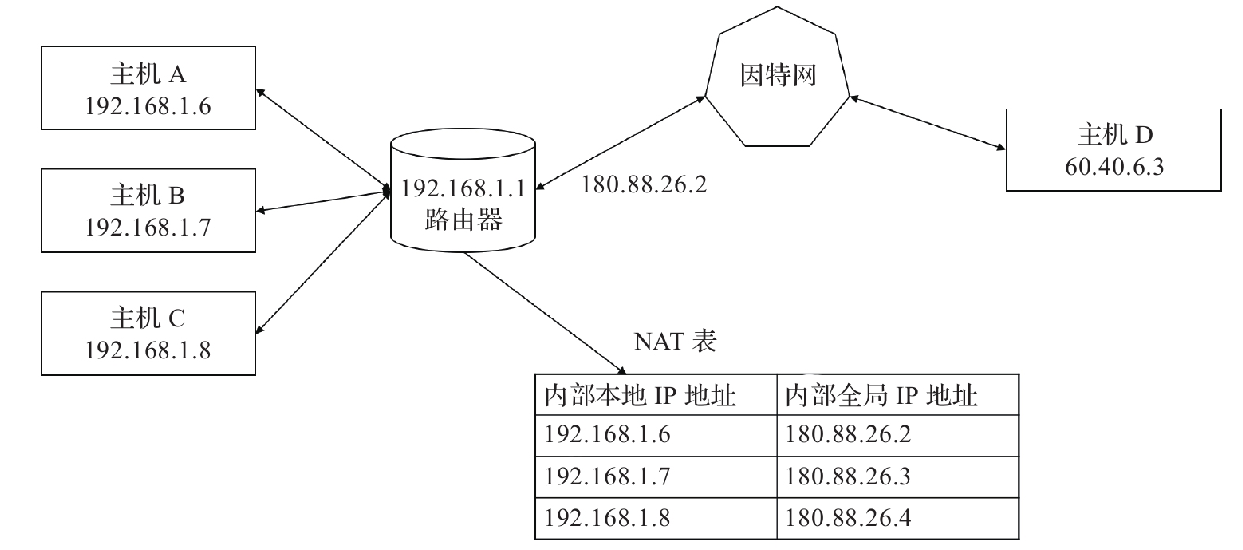 主机 A
192.168.1.6
主机 B
192.168.1.7
主机 C
192.168.1.8
192.168.1.1
路由器
180.88.26.2
因特网
主机 D
60.40.6.3
NAT 表
内部本地 IP 地址 内部全局 IP 地址
192.168.1.6 180.88.26.2
192.168.1.7 180.88.26.3
192.168.1.8 180.88.26.4